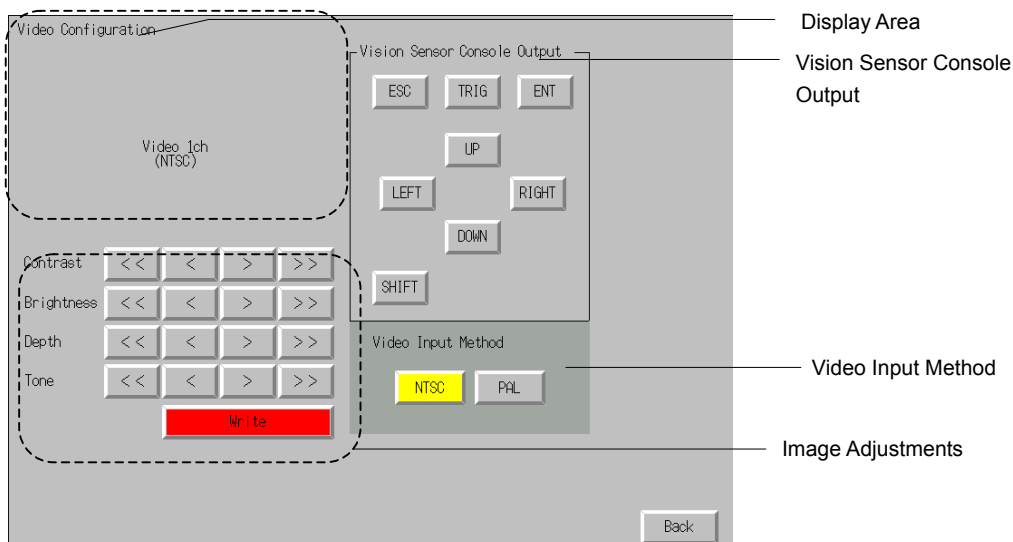 Video Configuration
Display Area
Vision Sensor Console Output
Vision Sensor Console
Output
ESC TRIG ENT
Video 1ch
(NTSC)
UP
LEFT RIGHT
DOWN
SHIFT
Contrast << < > >>
Brightness << < > >>
Depth << < > >>
Tone << < > >>
Write
Video Input Method
NTSC PAL
Video Input Method
Image Adjustments
Back